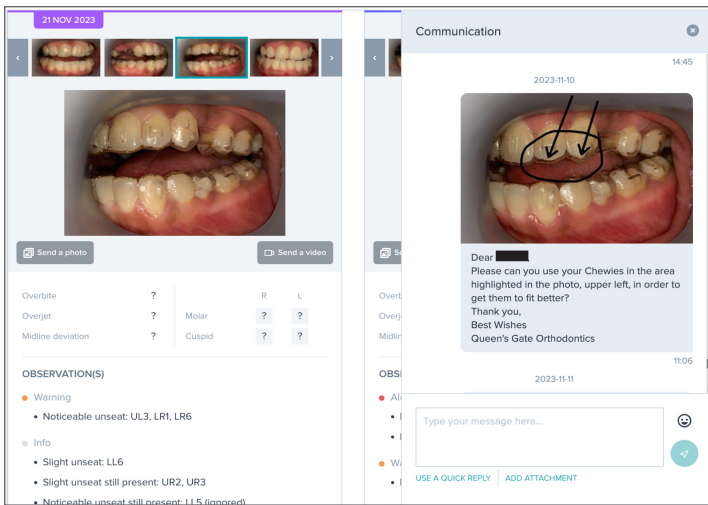 21 NOV 2023
Send a photo
Send a video
Overbite ? R L
Overjet ? Molar ? ?
Midline deviation ? Cuspid ? ?
OBSERVATION(S)
Warning
• Noticeable unseat: UL3, LR1, LR6
Info
• Slight unseat: LL6
• Slight unseat still present: UR2, UR3
• Noticeable unseat still present: LL5 (ignored)
Communication
14:45
2023-11-10
Dear
Please can you use your Chewies in the area
highlighted in the photo, upper left, in order to
get them to fit better?
Thank you,
Best Wishes
Queen's Gate Orthodontics
11:06
2023-11-11
Type your message here...
USE A QUICK REPLY ADD ATTACHMENT